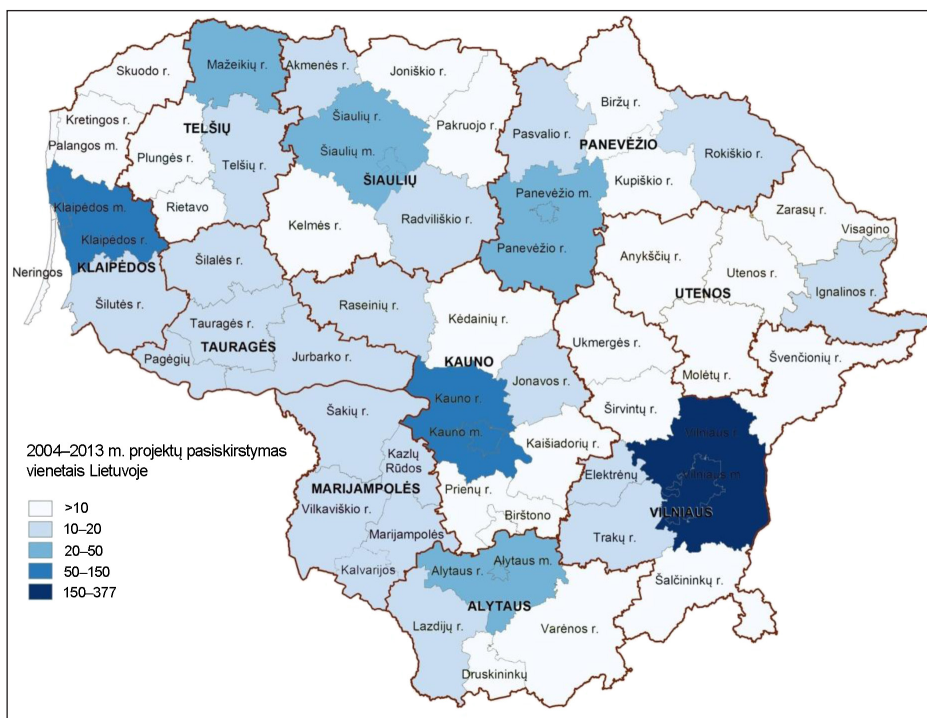 Skuodo r.
Mažeikių r.
Akmenės r.
Joniškio r.
Biržų r.
Kretingos r.
TELŠIŲ
Šiaulių r.
Pakruojo r.
Pasvalio r.
PANEVĖŽIO
Rokiškio r.
Palangos m.
Plungės r.
Telšių r.
Šiaulių m.
ŠIAULIŲ
Kupiškio r.
Rietavo
Panevėžio m.
Zarasų r.
Klaipėdos m.
Kelmės r.
Radviliškio r.
Visagino
Klaipėdos r.
Panevėžio r.
Anykščių r.
Neringos
KLAIPĖDOS
Šilalės r.
Utenos r.
UTENOS
Ignalinos r.
Šilutės r.
Raseinių r.
Kėdainių r.
Tauragės r.
TAURAGĖS
Ukmergės r.
Pagėgių
Jurbarko r.
KAUNO
Švenčionių r.
Jonavos r.
Molėtų r.
Kauno r.
Širvintų r.
Šakių r.
Kauno m.
Vilniaus r.
Kaišiadorių r.
2004–2013 m. projektų pasiskirstymas
vienetais Lietuvoje
Kazlų
Rūdos
Elektrėnų
Vilniaus m.
MARIJAMPOLĖS
Prienų r.
Vilkaviškio r.
Birštono
VILNIAUS
Marijampolės
Trakų r.
Kalvarijos
Alytaus r.
Alytaus m.
Šalčininkų r.
ALYTAUS
Lazdijų r.
Varėnos r.
Druskininkų
>10
10–20
20–50
50–150
150–377